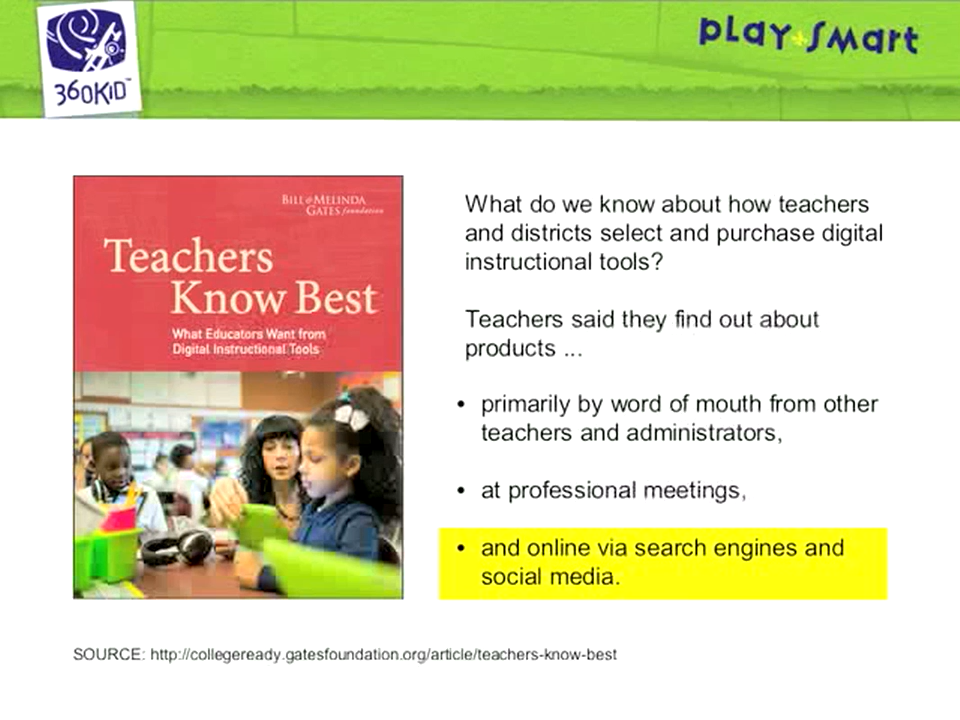 360KID™
play+smart
BILL & MELINDA
GATES foundation
Teachers
Know Best
What Educators Want from
Digital Instructional Tools
What do we know about how teachers
and districts select and purchase digital
instructional tools?
Teachers said they find out about
products ...
• primarily by word of mouth from other
teachers and administrators,
• at professional meetings,
• and online via search engines and
social media.
SOURCE: http://collegeready.gatesfoundation.org/article/teachers-know-best